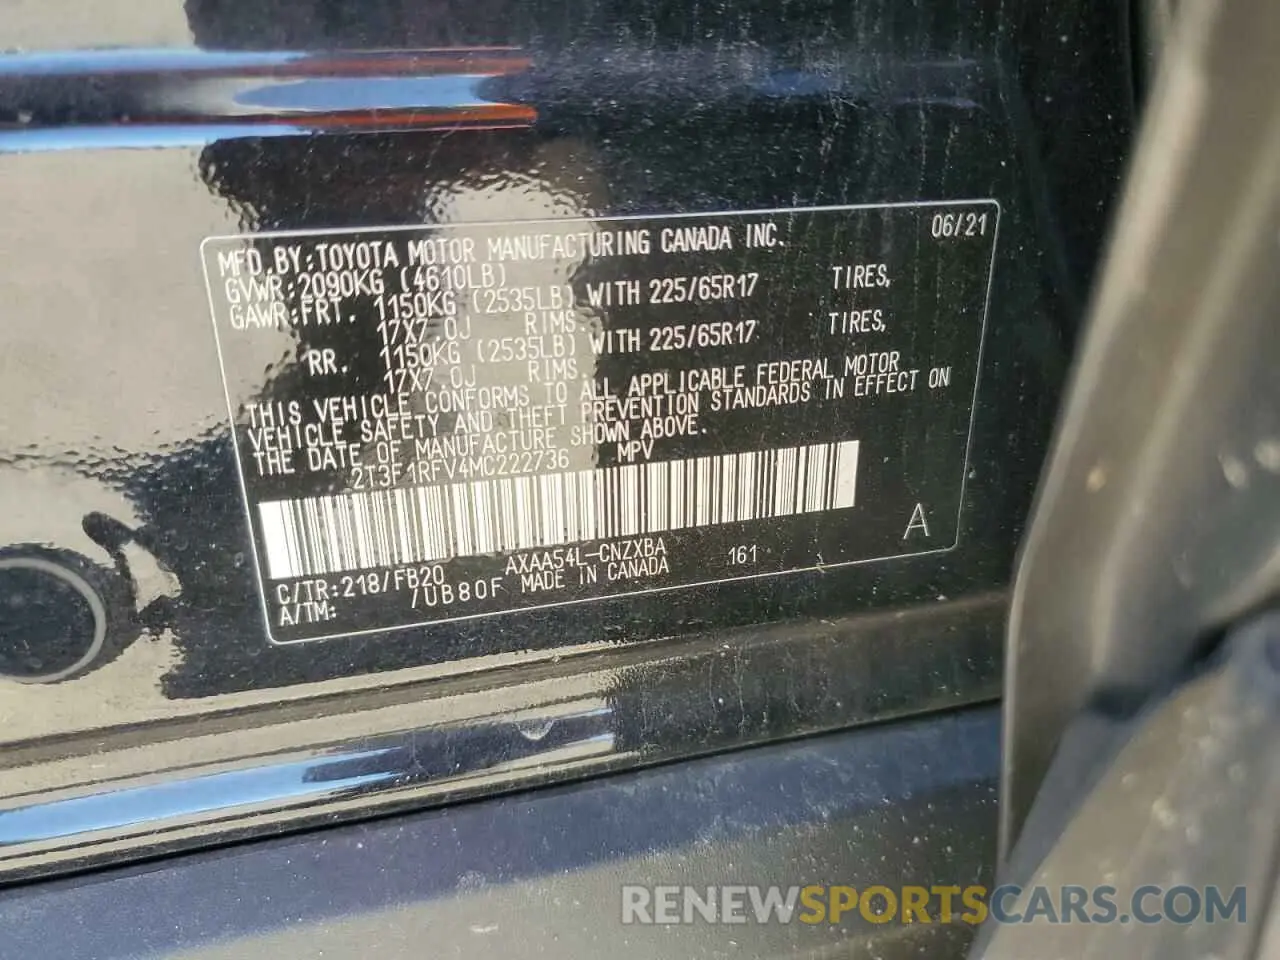 06/21
MFD.BY:TOYOTA MOTOR MANUFACTURING CANADA INC.
GVWR:2090KG (4610LB)
GAWR:FRT. 1150KG (2535LB) WITH 225/65R17 TIRES,
17X7.0J RIMS.
RR. 1150KG (2535LB) WITH 225/65R17 TIRES,
17X7.0J RIMS.
THIS VEHICLE CONFORMS TO ALL APPLICABLE FEDERAL MOTOR
VEHICLE SAFETY AND THEFT PREVENTION STANDARDS IN EFFECT ON
THE DATE OF MANUFACTURE SHOWN ABOVE.
2T3F1RFV4MC222736 MPV
C/TR:218/FB20 AXAA54L-CNZXBA 161 A
A/TM: /UB80F MADE IN CANADA
RENEWSPORTSCARS.COM